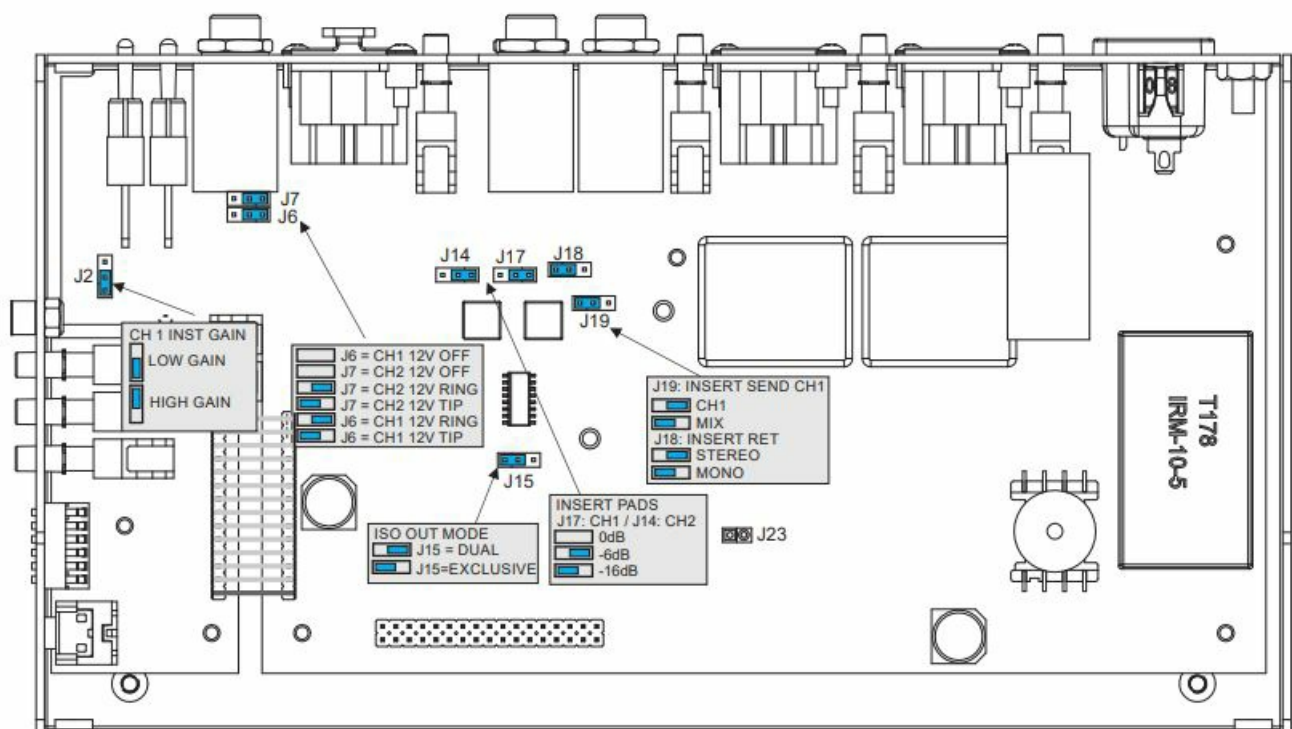 0 8
J7
J6
J14
J17
J18
J2
J19
CH 1 INST GAIN
LOW GAIN
HIGH GAIN
J6 = CH1 12V OFF
J7 = CH2 12V OFF
J7 = CH2 12V RING
J7 = CH2 12V TIP
J6 = CH1 12V RING
J6 = CH1 12V TIP
J19: INSERT SEND CH1
CH1
MIX
J18: INSERT RET
STEREO
MONO
T178
IRM-10-5
J15
ISO OUT MODE
J15 = DUAL
J15=EXCLUSIVE
INSERT PADS
J17: CH1 / J14: CH2
0dB
-6dB
-16dB
J23